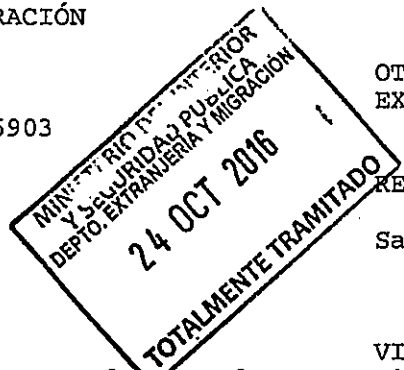 RACIÓN
OT
EX
5903
MINISTERIO DEL INTERIOR
Y SEGURIDAD PUBLICA
DEPTO. EXTRANJERIA Y MIGRACIÓN
24 OCT 2016
TOTALMENTE TRAMITADO
RE
Sa
VI